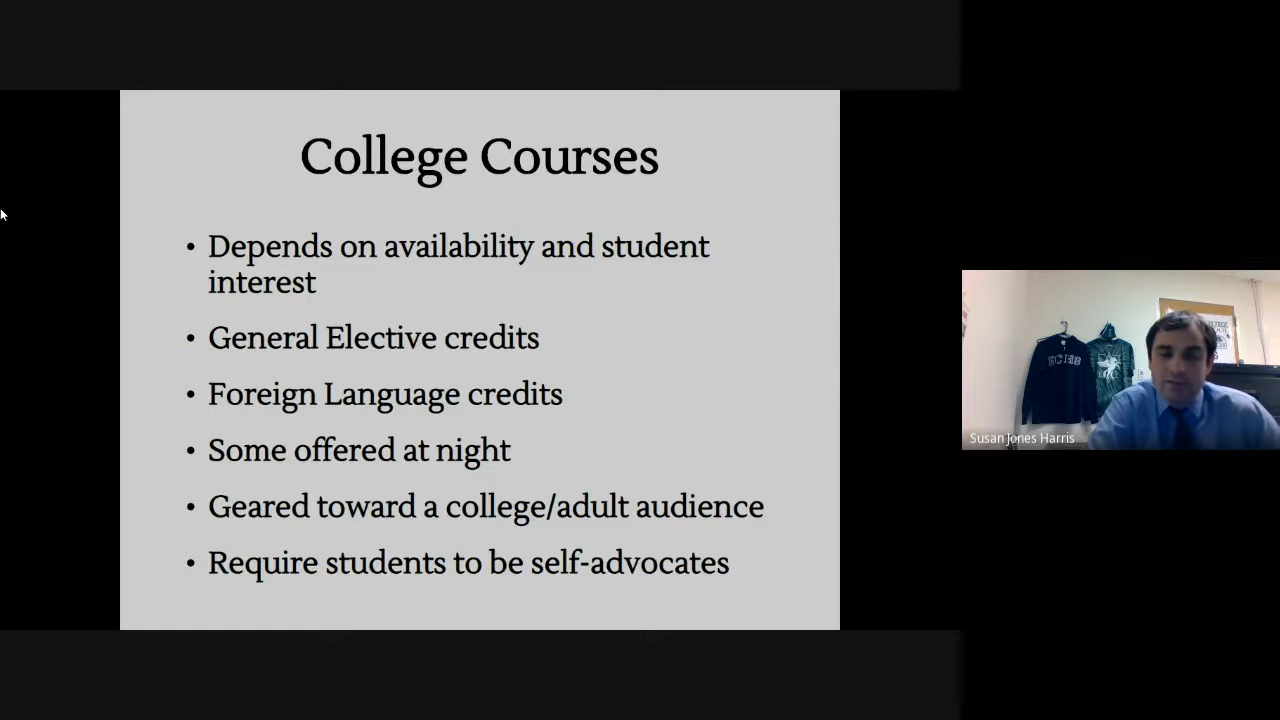 College Courses
• Depends on availability and student
interest
• General Elective credits
• Foreign Language credits
• Some offered at night
• Geared toward a college/adult audience
• Require students to be self-advocates
Susan Jones Harris